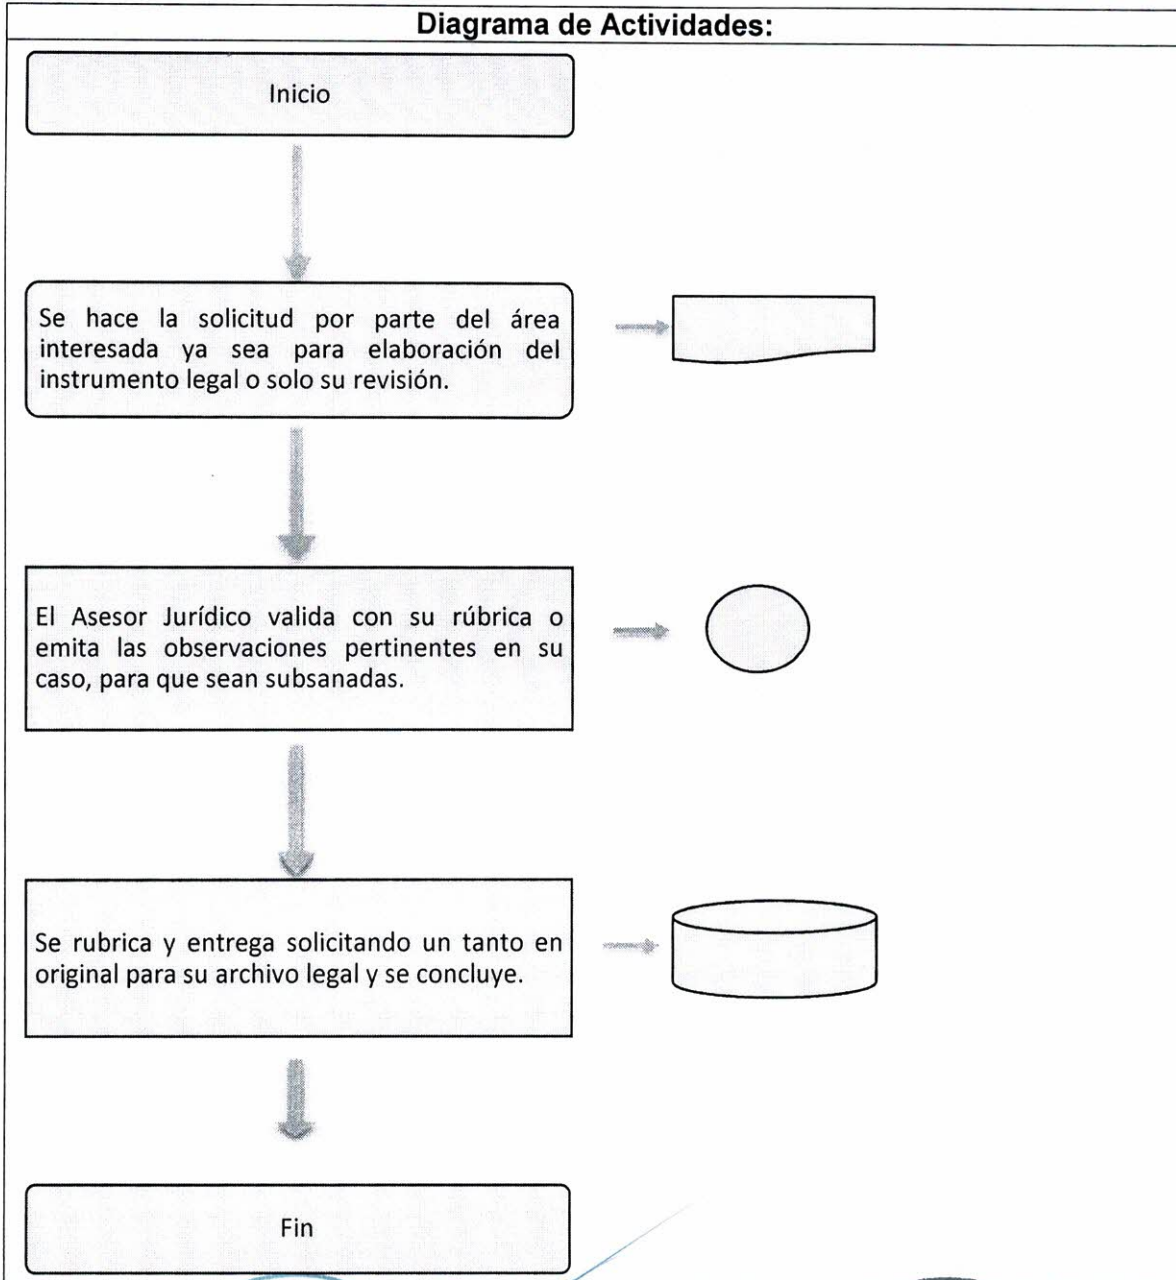 Diagrama de Actividades:
Inicio
Se hace la solicitud por parte del área
interesada ya sea para elaboración del
instrumento legal o solo su revisión.
El Asesor Jurídico valida con su rúbrica o
emita las observaciones pertinentes en su
caso, para que sean subsanadas.
Se rubrica y entrega solicitando un tanto en
original para su archivo legal y se concluye.
Fin